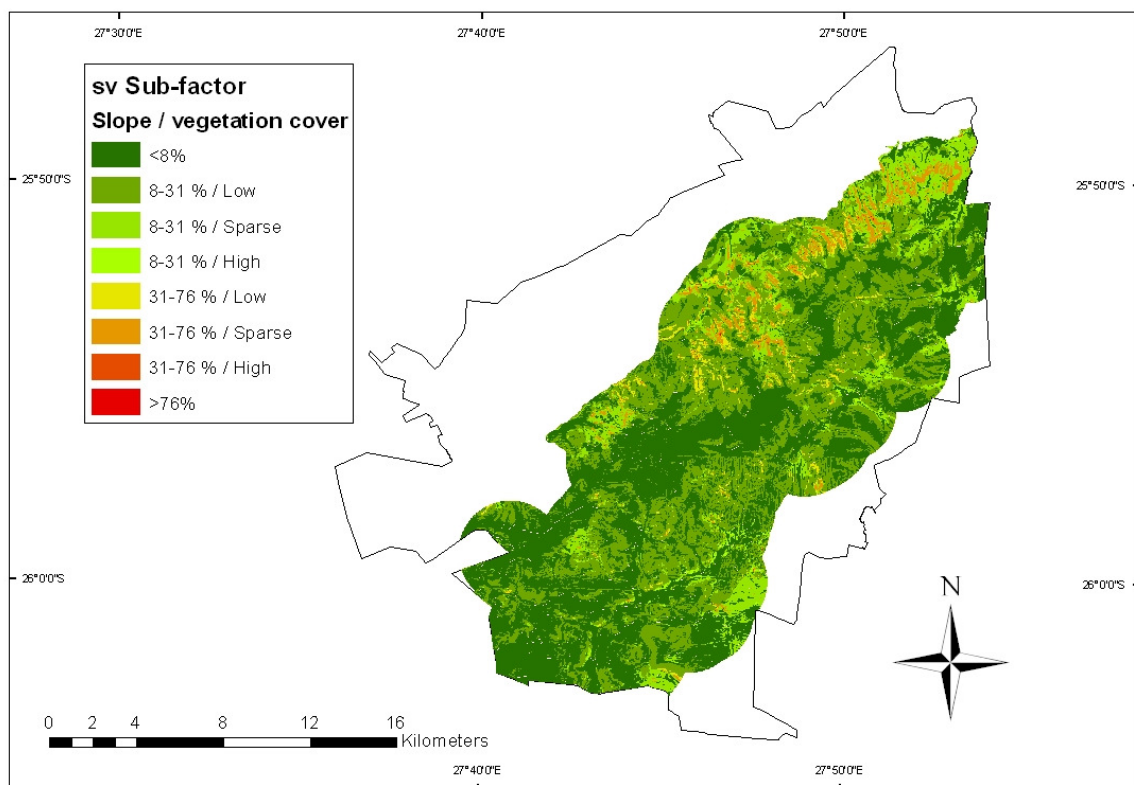 27°30'0"E 27°40'0"E 27°50'0"E
sv Sub-factor
Slope / vegetation cover
<8%
8-31 % / Low
8-31 % / Sparse
8-31 % / High
31-76 % / Low
31-76 % / Sparse
31-76 % / High
>76%
25°50'0"S 25°50'0"S
26°0'0"S 26°0'0"S
N
0 2 4 8 12 16
Kilometers
27°40'0"E 27°50'0"E